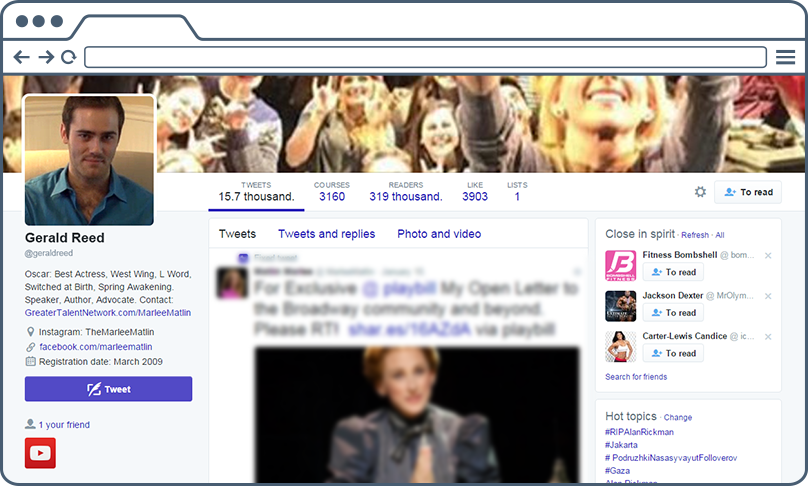 TWEETS
15.7 thousand.
COURSES
3160
READERS
319 thousand.
LIKE
3903
LISTS
1
To read
Gerald Reed
@geraldreed
Oscar: Best Actress, West Wing, L Word,
Switched at Birth, Spring Awakening.
Speaker, Author, Advocate. Contact:
GreaterTalentNetwork.com/MarleeMatlin
Instagram: TheMarleeMatlin
facebook.com/marleematlin
Registration date: March 2009
Tweet
1 your friend
Tweets Tweets and replies Photo and video
For Exclusive @ playbill My Open Letter to
the Broadway community and beyond.
Please RT! shar.es/16AZdA via playbill
Close in spirit · Refresh · All
Fitness Bombshell @ bom...
To read
Jackson Dexter @ MrOlym...
To read
Carter-Lewis Candice @ ic...
To read
Search for friends
Hot topics · Change
#RIPAlanRickman
#Jakarta
# PodruzhkiNasasyvayutFolloverov
#Gaza
Alan Rickman